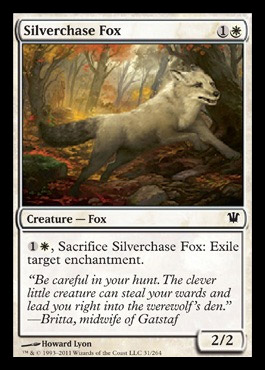 Silverchase Fox 1
Creature — Fox
1, Sacrifice Silverchase Fox: Exile
target enchantment.
“Be careful in your hunt. The clever
little creature can steal your wards and
lead you right into the werewolf’s den.”
—Britta, midwife of Gatstaf
2/2
Howard Lyon
™ & © 1993–2011 Wizards of the Coast LLC 31/264